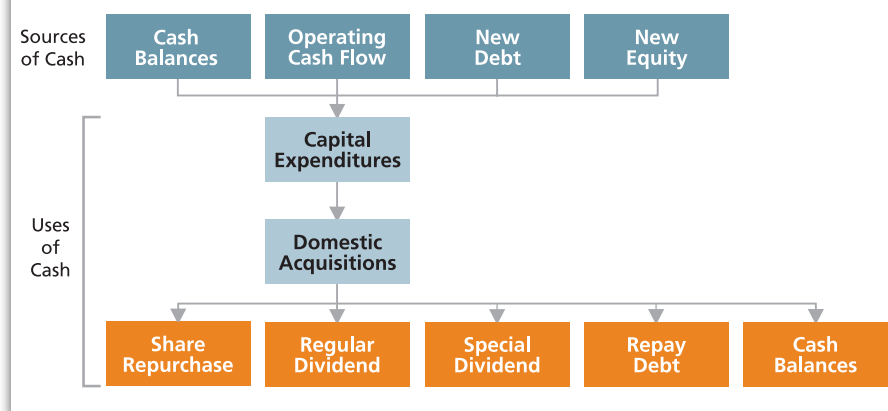 Sources
of Cash
Cash
Balances
Operating
Cash Flow
New
Debt
New
Equity
Capital
Expenditures
Uses
of
Cash
Domestic
Acquisitions
Share
Repurchase
Regular
Dividend
Special
Dividend
Repay
Debt
Cash
Balances